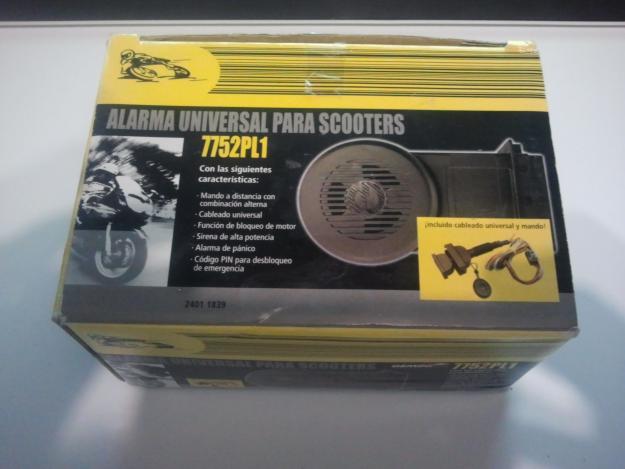 ALARMA UNIVERSAL PARA SCOOTERS
7752PL1
Con las siguientes
características:
· Mando a distancia con
combinación alterna
· Cableado universal
· Función de bloqueo de motor
· Sirena de alta potencia
· Alarma de pánico
· Código PIN para desbloqueo
de emergencia
¡incluido cableado universal y mando!
2401 1839
UNIVERSAL PARA SCOOTERS
7752PL1